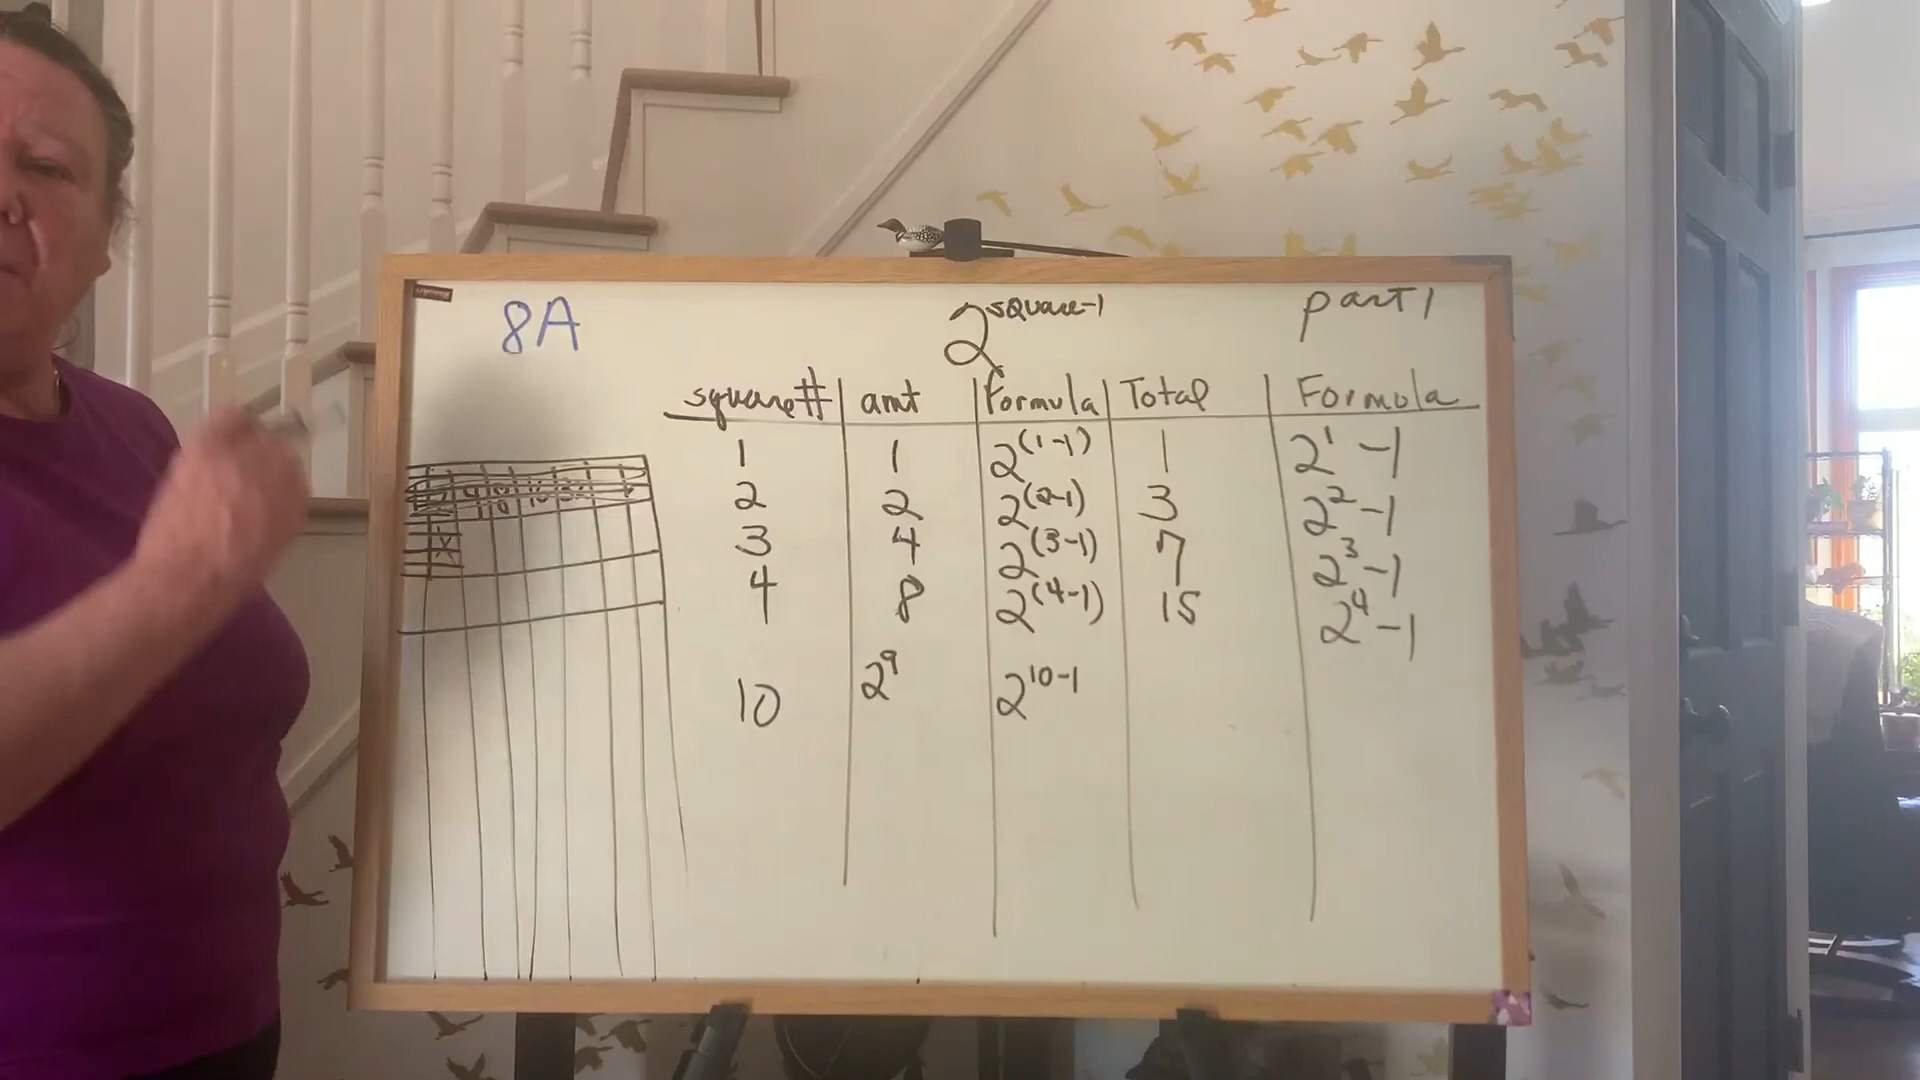 8A
2^square-1
part 1
square# amt Formula Total Formula
1 1 2^(1-1) 1 2^1 -1
2 2 2^(2-1) 3 2^2 -1
3 4 2^(3-1) 7 2^3 -1
4 8 2^(4-1) 15 2^4 -1
10 2^9 2^10-1